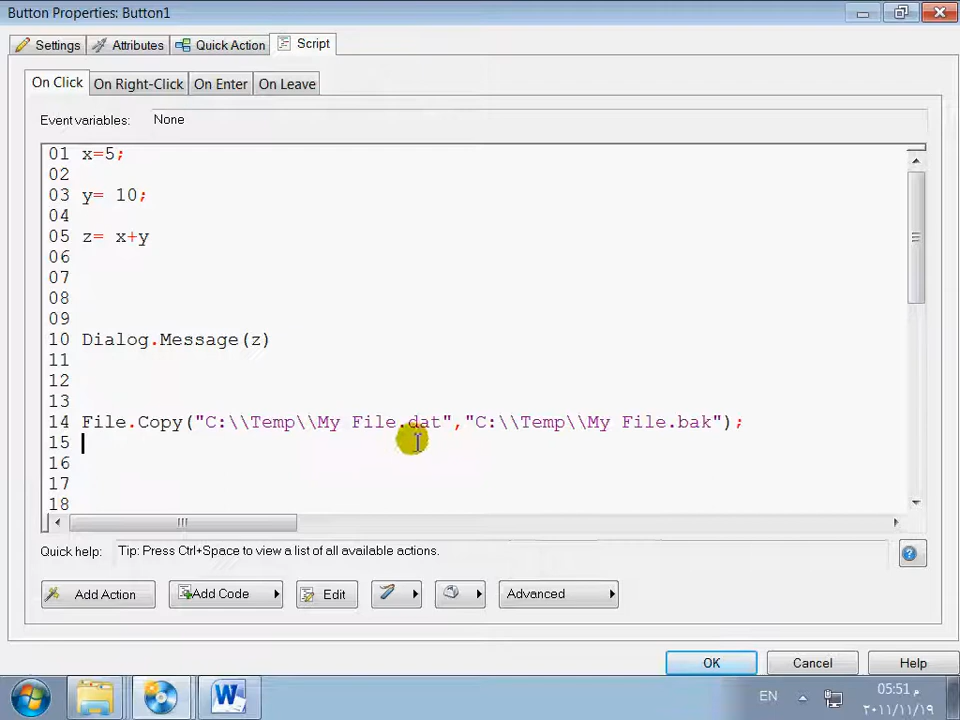 Button Properties: Button1
Settings Attributes Quick Action Script
On Click On Right-Click On Enter On Leave
Event variables: None
01 x=5;
02
03 y= 10;
04
05 z= x+y
06
07
08
09
10 Dialog.Message(z)
11
12
13
14 File.Copy("C:\\Temp\\My File.dat","C:\\Temp\\My File.bak");
15
16
17
18
Quick help: Tip: Press Ctrl+Space to view a list of all available actions.
Add Action Add Code Edit Advanced
OK Cancel Help
EN 05:51 م
٢٠١١/١١/١٩